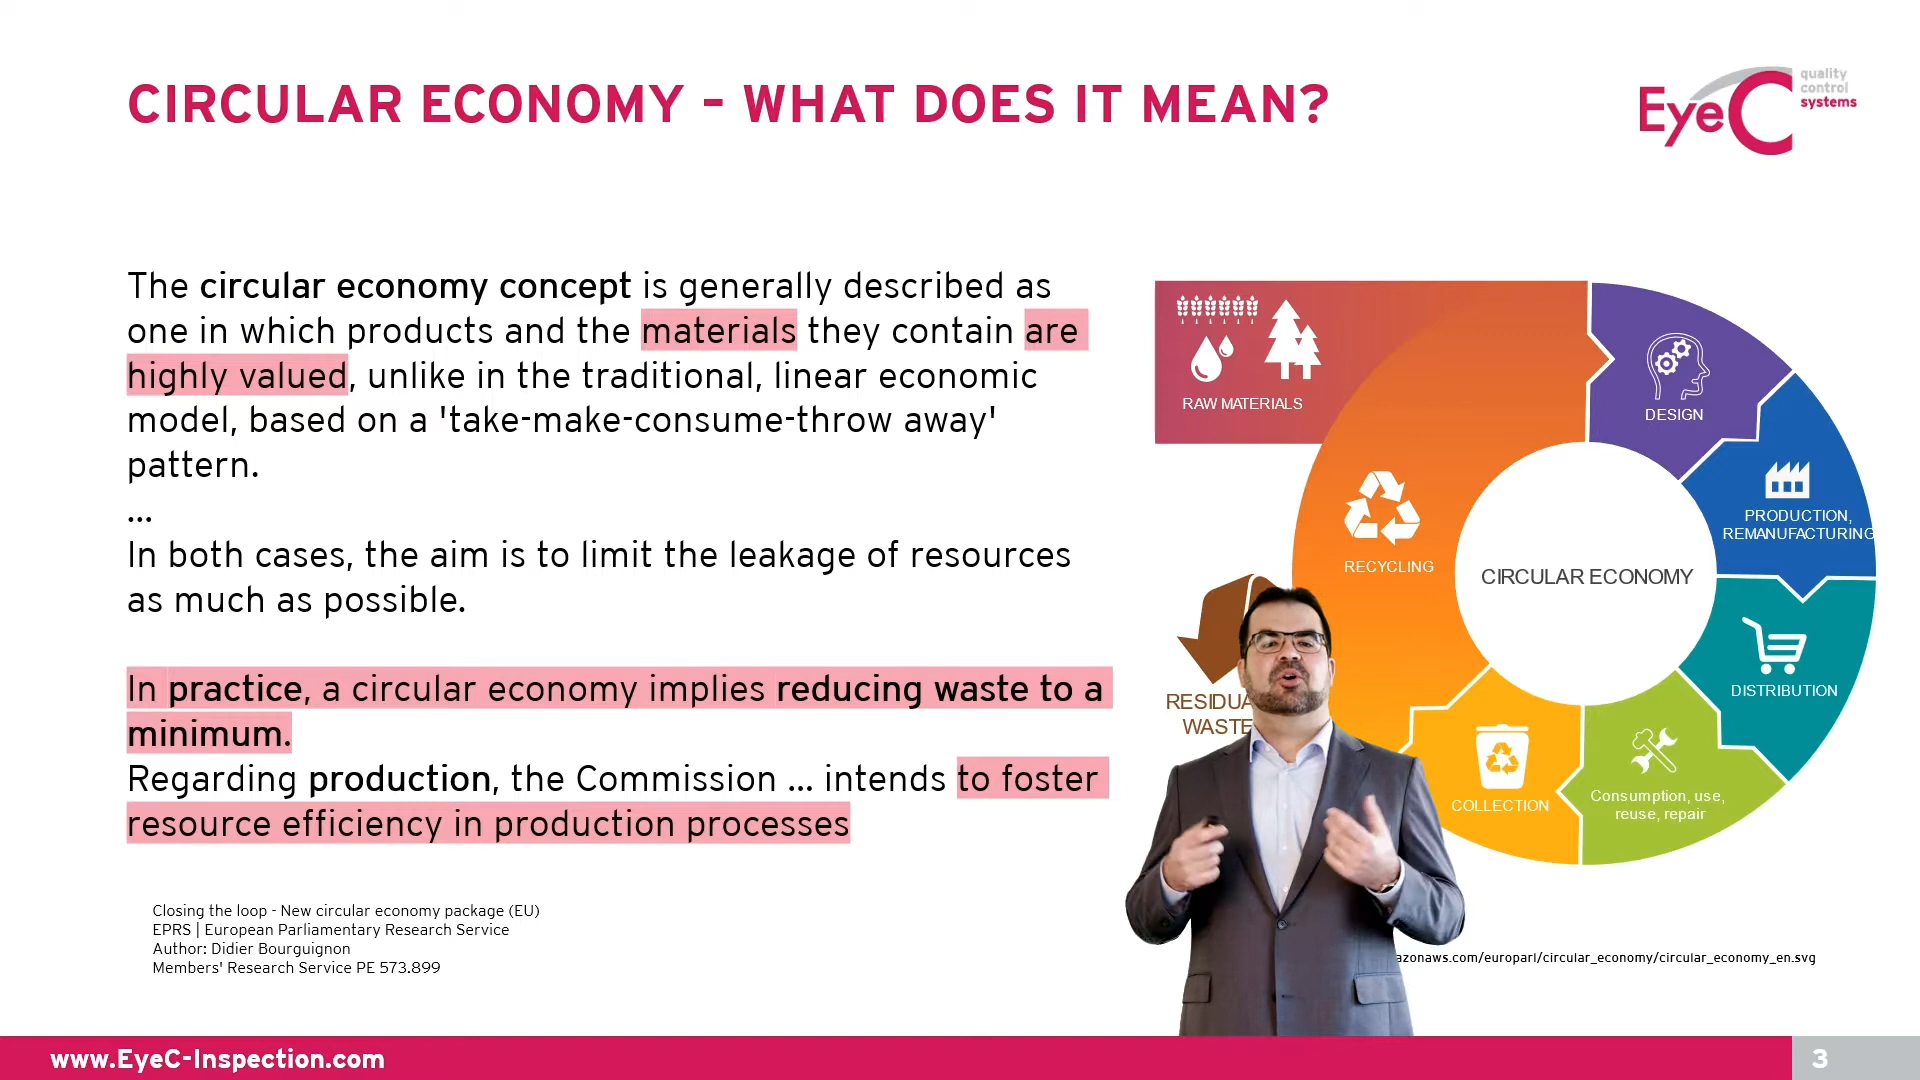 CIRCULAR ECONOMY – WHAT DOES IT MEAN?
EyeC
quality
control
systems
The circular economy concept is generally described as
one in which products and the materials they contain are
highly valued, unlike in the traditional, linear economic
model, based on a 'take-make-consume-throw away'
pattern.
...
In both cases, the aim is to limit the leakage of resources
as much as possible.
In practice, a circular economy implies reducing waste to a
minimum.
Regarding production, the Commission ... intends to foster
resource efficiency in production processes
Closing the loop - New circular economy package (EU)
EPRS | European Parliamentary Research Service
Author: Didier Bourguignon
Members' Research Service PE 573.899
RAW MATERIALS
DESIGN
PRODUCTION,
REMANUFACTURING
RECYCLING
CIRCULAR ECONOMY
DISTRIBUTION
WASTE
COLLECTION
Consumption, use,
reuse, repair
azonaws.com/europarl/circular_economy/circular_economy_en.svg
www.EyeC-Inspection.com
3